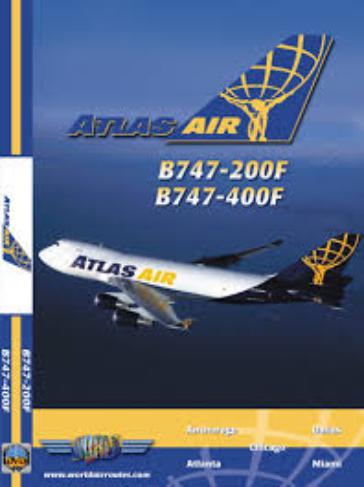 ATLAS AIR
B747-200F
B747-400F
ATLAS AIR
Anchorage Dallas
Chicago
Atlanta Miami
www.worldairroutes.com
ATLAS AIR
B747-200F
B747-400F
DVD